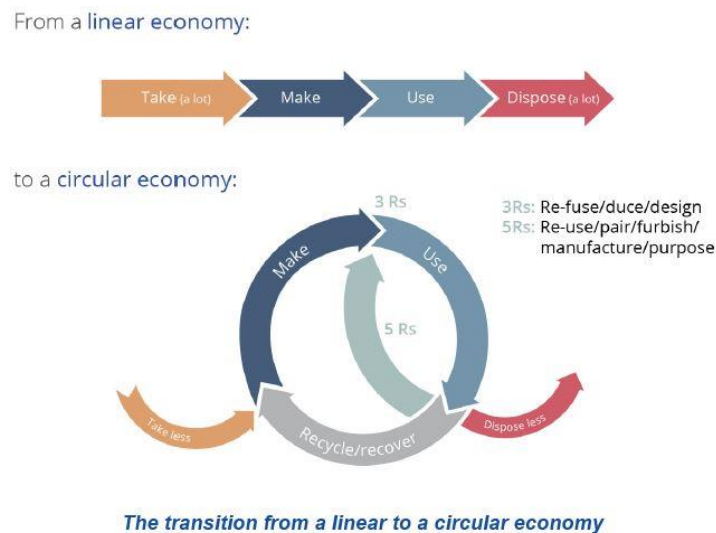 From a linear economy:
Take (a lot)
Make
Use
Dispose (a lot)
to a circular economy:
3 Rs
3Rs: Re-fuse/duce/design
5Rs: Re-use/pair/furbish/
manufacture/purpose
Make
Use
5 Rs
Take less
Recycle/recover
Dispose less
The transition from a linear to a circular economy